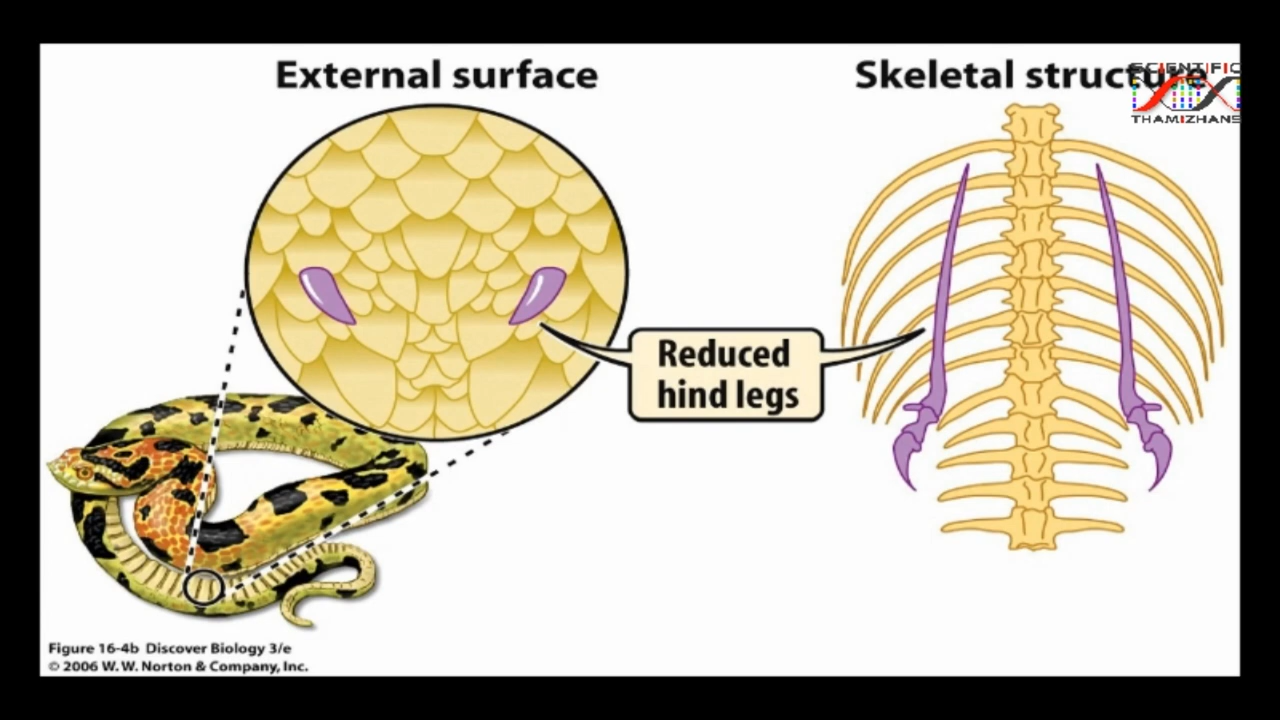 External surface
Skeletal structure
SCIENTIFIC
THAMIZHANS
Reduced
hind legs
Figure 16-4b Discover Biology 3/e
© 2006 W. W. Norton & Company, Inc.